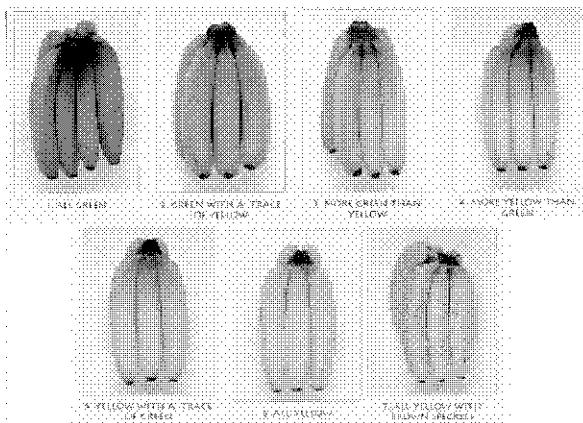 1. ALL GREEN
2. GREEN WITH A TRACE
OF YELLOW
3. MORE GREEN THAN
YELLOW
4. MORE YELLOW THAN
GREEN
5. YELLOW WITH A TRACE
OF GREEN
6. ALL YELLOW
7. ALL YELLOW WITH
BROWN SPECKLES